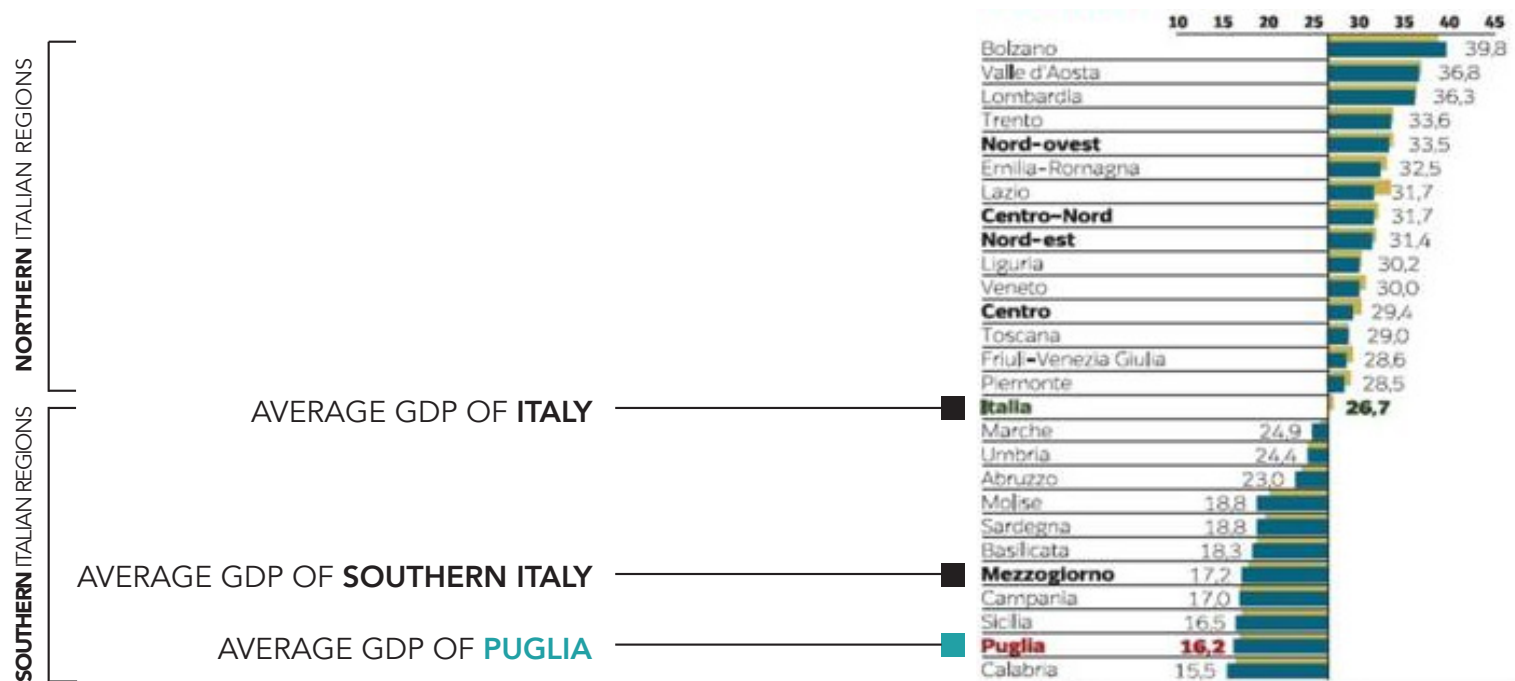 10 15 20 25 30 35 40 45
NORTHERN ITALIAN REGIONS
Bolzano 39,8
Valle d'Aosta 36,8
Lombardia 36,3
Trento 33,6
Nord-ovest 33,5
Emilia-Romagna 32,5
Lazio 31,7
Centro-Nord 31,7
Nord-est 31,4
Liguria 30,2
Veneto 30,0
Centro 29,4
Toscana 29,0
Friuli-Venezia Giulia 28,6
Piemonte 28,5
SOUTHERN ITALIAN REGIONS
AVERAGE GDP OF ITALY Italia 26,7
Marche 24,9
Umbria 24,4
Abruzzo 23,0
Molise 18,8
Sardegna 18,8
Basilicata 18,3
AVERAGE GDP OF SOUTHERN ITALY Mezzogiorno 17,2
Campania 17,0
Sicilia 16,5
AVERAGE GDP OF PUGLIA Puglia 16,2
Calabria 15,5